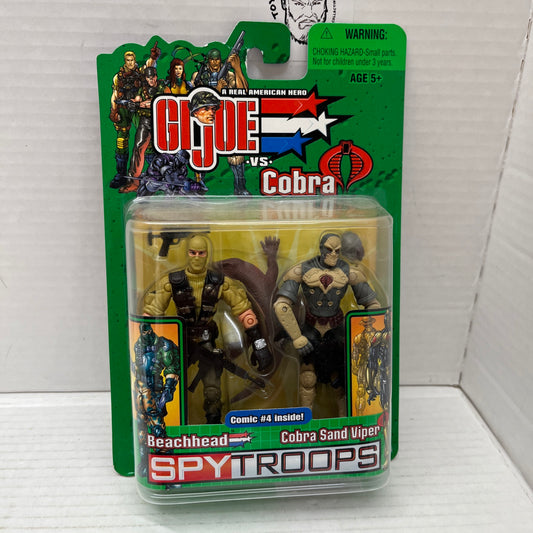 WARNING:
CHOKING HAZARD-Small parts.
Not for children under 3 years.
AGE 5+
A REAL AMERICAN HERO
GI JOE
-VS-
Cobra
Comic #4 inside!
Beachhead
Cobra Sand Viper
SPYTROOPS